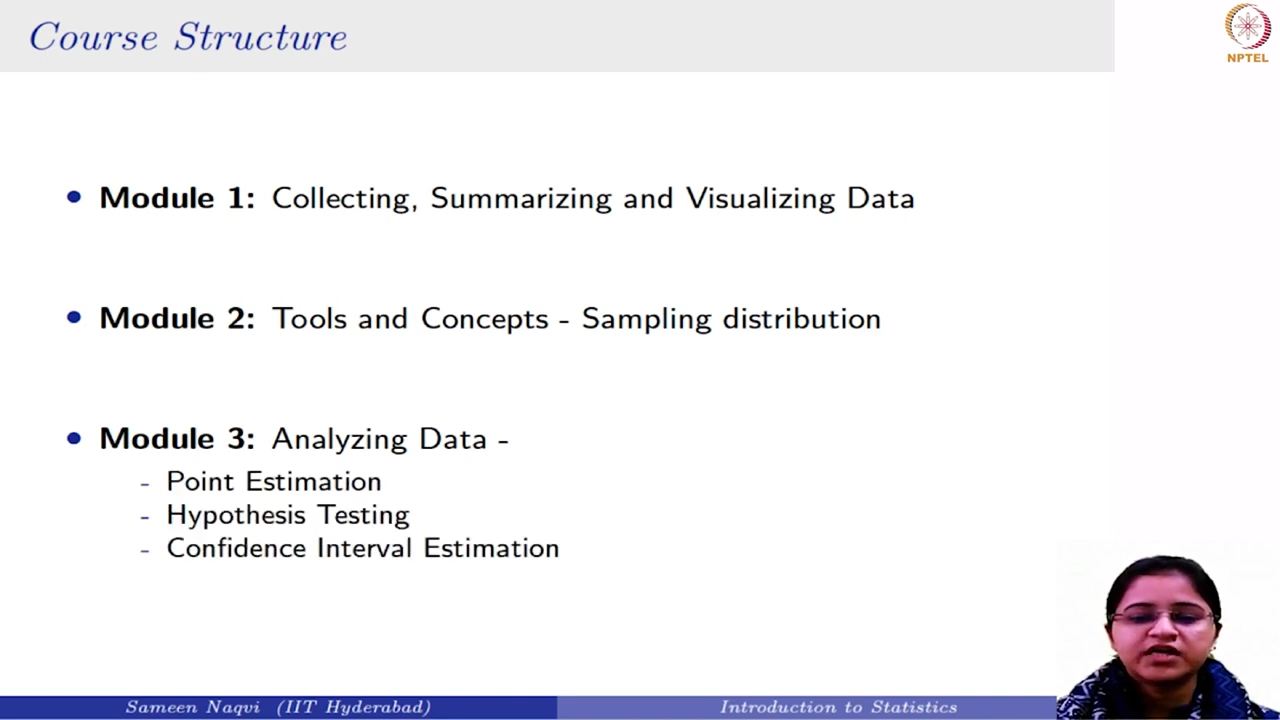 Course Structure
NPTEL
• Module 1: Collecting, Summarizing and Visualizing Data
• Module 2: Tools and Concepts - Sampling distribution
• Module 3: Analyzing Data -
- Point Estimation
- Hypothesis Testing
- Confidence Interval Estimation
Sameen Naqvi (IIT Hyderabad)
Introduction to Statistics